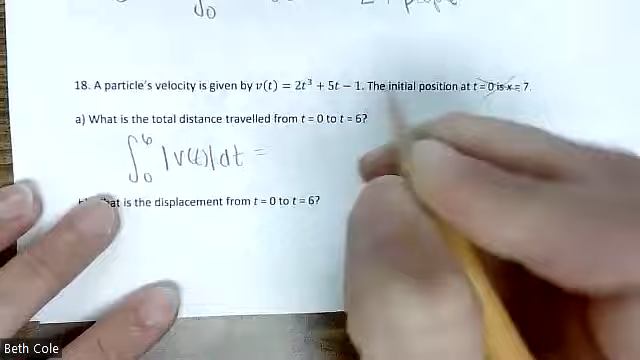 ∫₀
18. A particle's velocity is given by v(t) = 2t³ + 5t − 1. The initial position at t = 0 is x = 7.
a) What is the total distance travelled from t = 0 to t = 6?
∫₀⁶ |v(t)| dt =
is the displacement from t = 0 to t = 6?
Beth Cole